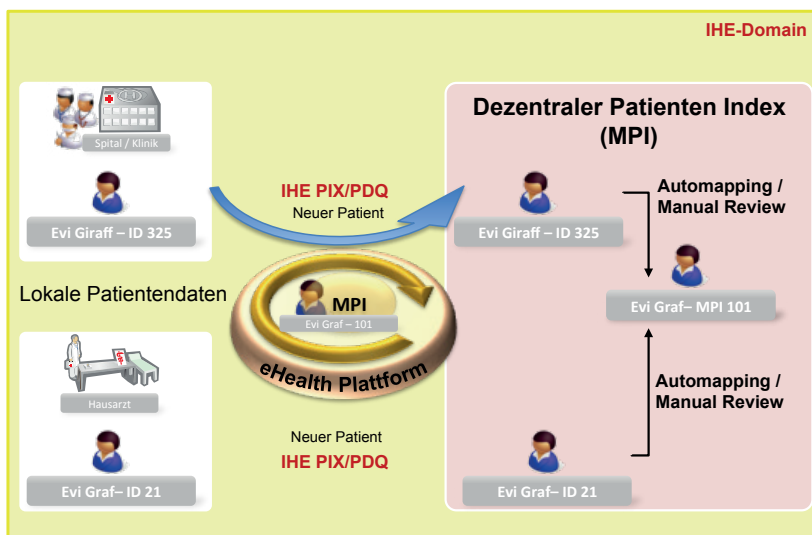 IHE-Domain
Spital / Klinik
Evi Giraff – ID 325
Lokale Patientendaten
Hausarzt
Evi Graf– ID 21
IHE PIX/PDQ
Neuer Patient
MPI
Evi Graf – 101
eHealth Plattform
Neuer Patient
IHE PIX/PDQ
Dezentraler Patienten Index
(MPI)
Evi Giraff – ID 325
Automapping /
Manual Review
Evi Graf– MPI 101
Automapping /
Manual Review
Evi Graf– ID 21